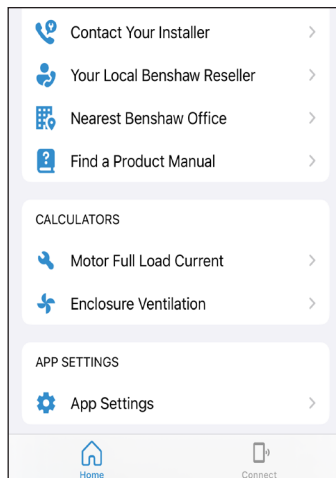 Contact Your Installer
Your Local Benshaw Reseller
Nearest Benshaw Office
Find a Product Manual
CALCULATORS
Motor Full Load Current
Enclosure Ventilation
APP SETTINGS
App Settings
Home
Connect